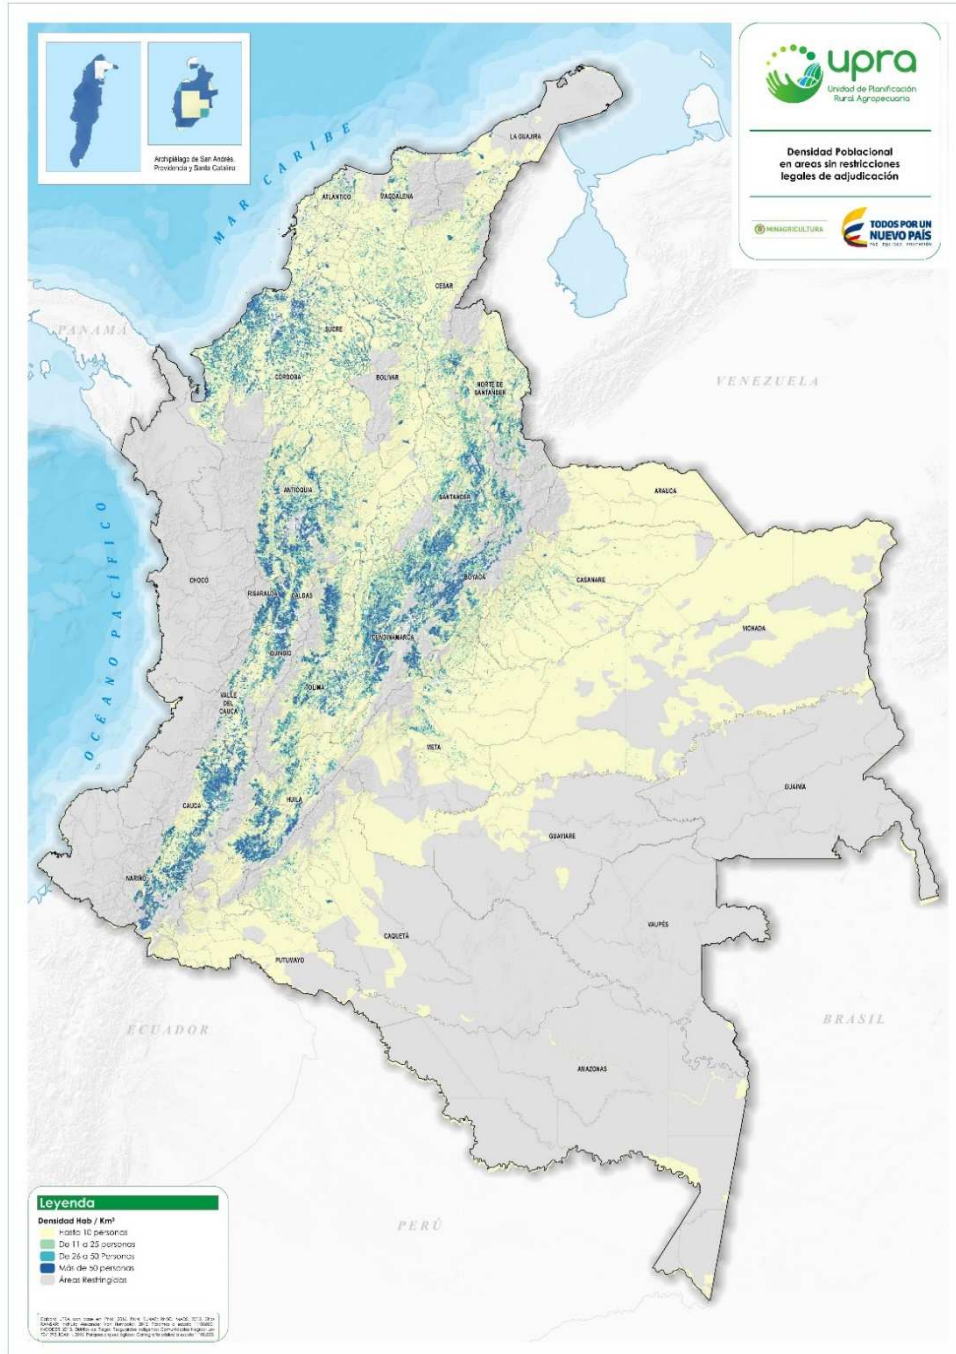 upra
Unidad de Planificación
Rural Agropecuaria
Densidad Poblacional
en areas sin restricciones
legales de adjudicación
MINAGRICULTURA
TODOS POR UN
NUEVO PAÍS
PAZ EQUIDAD EDUCACIÓN
Archipiélago de San Andrés,
Providencia y Santa Catalina
MAR CARIBE
LA GUAJIRA
ATLÁNTICO
MAGDALENA
CESAR
SUCRE
PANAMÁ
CÓRDOBA
BOLÍVAR
NORTE DE
SANTANDER
VENEZUELA
ANTIOQUIA
SANTANDER
ARAUCA
OCÉANO PACÍFICO
CHOCÓ
RISARALDA
CALDAS
BOYACÁ
CASANARE
CUNDINAMARCA
VICHADA
QUINDÍO
TOLIMA
VALLE
DEL
CAUCA
META
CAUCA
HUILA
GUAINÍA
GUAVIARE
NARIÑO
VAUPÉS
CAQUETÁ
PUTUMAYO
ECUADOR
BRASIL
AMAZONAS
PERÚ
Leyenda
Densidad Hab / Km²
Hasta 10 personas
De 11 a 25 personas
De 26 a 50 Personas
Más de 50 personas
Áreas Restringidas